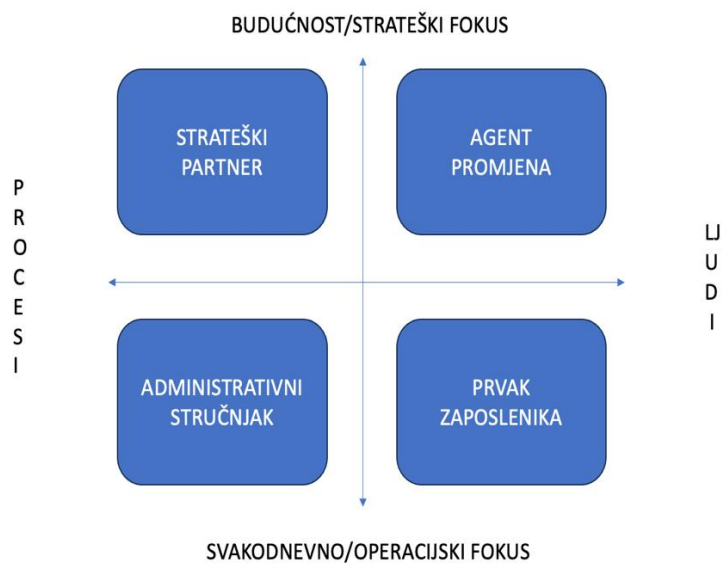 BUDUĆNOST/STRATEŠKI FOKUS
STRATEŠKI
PARTNER
AGENT
PROMJENA
P
R
O
C
E
S
I
LJ
U
D
I
ADMINISTRATIVNI
STRUČNJAK
PRVAK
ZAPOSLENIKA
SVAKODNEVNO/OPERACIJSKI FOKUS